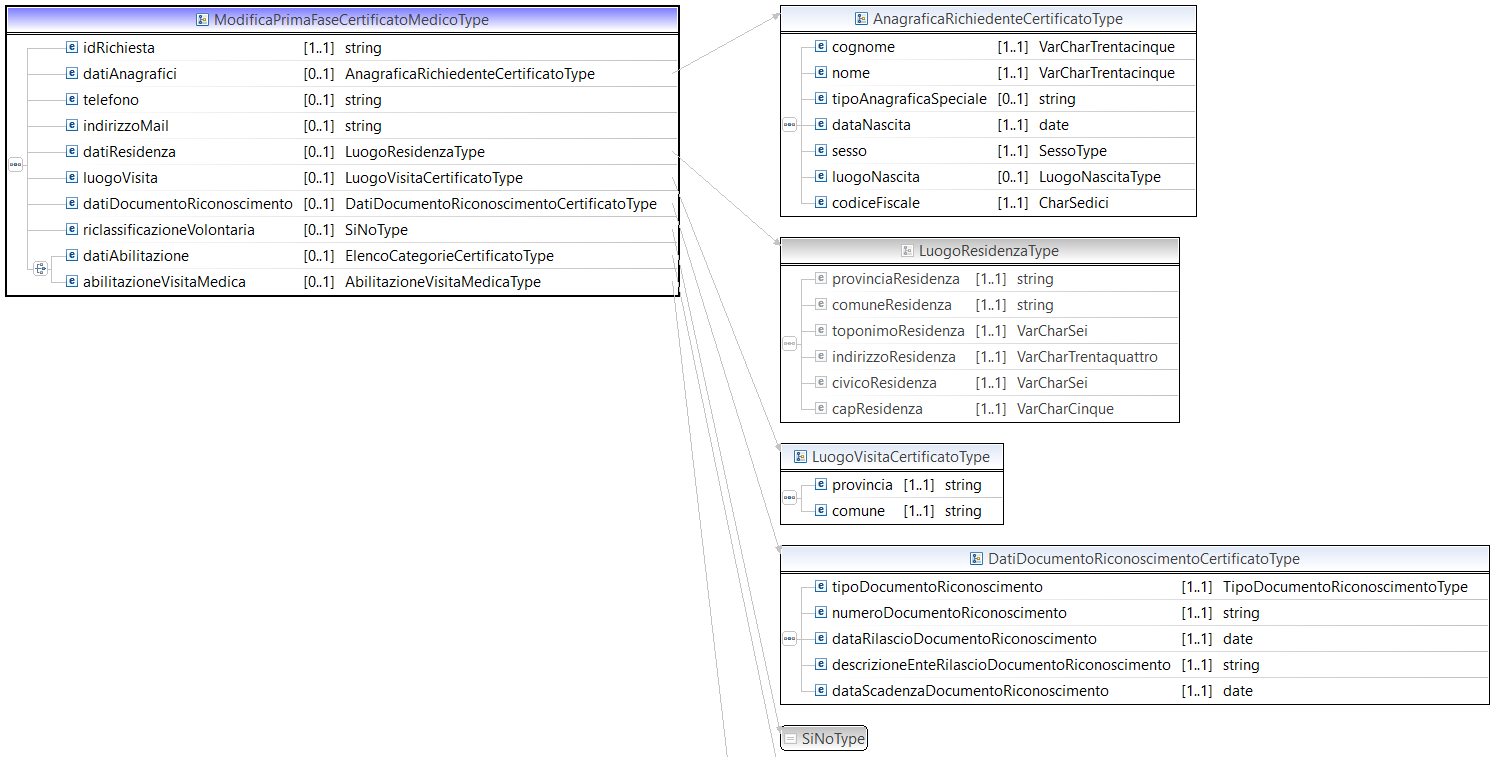 ModificaPrimaFaseCertificatoMedicoType
idRichiesta [1..1] string
datiAnagrafici [0..1] AnagraficaRichiedenteCertificatoType
telefono [0..1] string
indirizzoMail [0..1] string
datiResidenza [0..1] LuogoResidenzaType
luogoVisita [0..1] LuogoVisitaCertificatoType
datiDocumentoRiconoscimento [0..1] DatiDocumentoRiconoscimentoCertificatoType
riclassificazioneVolontaria [0..1] SiNoType
datiAbilitazione [0..1] ElencoCategorieCertificatoType
abilitazioneVisitaMedica [0..1] AbilitazioneVisitaMedicaType
AnagraficaRichiedenteCertificatoType
cognome [1..1] VarCharTrentacinque
nome [1..1] VarCharTrentacinque
tipoAnagraficaSpeciale [0..1] string
dataNascita [1..1] date
sesso [1..1] SessoType
luogoNascita [0..1] LuogoNascitaType
codiceFiscale [1..1] CharSedici
LuogoResidenzaType
provinciaResidenza [1..1] string
comuneResidenza [1..1] string
toponimoResidenza [1..1] VarCharSei
indirizzoResidenza [1..1] VarCharTrentaquattro
civicoResidenza [1..1] VarCharSei
capResidenza [1..1] VarCharCinque
LuogoVisitaCertificatoType
provincia [1..1] string
comune [1..1] string
DatiDocumentoRiconoscimentoCertificatoType
tipoDocumentoRiconoscimento [1..1] TipoDocumentoRiconoscimentoType
numeroDocumentoRiconoscimento [1..1] string
dataRilascioDocumentoRiconoscimento [1..1] date
descrizioneEnteRilascioDocumentoRiconoscimento [1..1] string
dataScadenzaDocumentoRiconoscimento [1..1] date
SiNoType